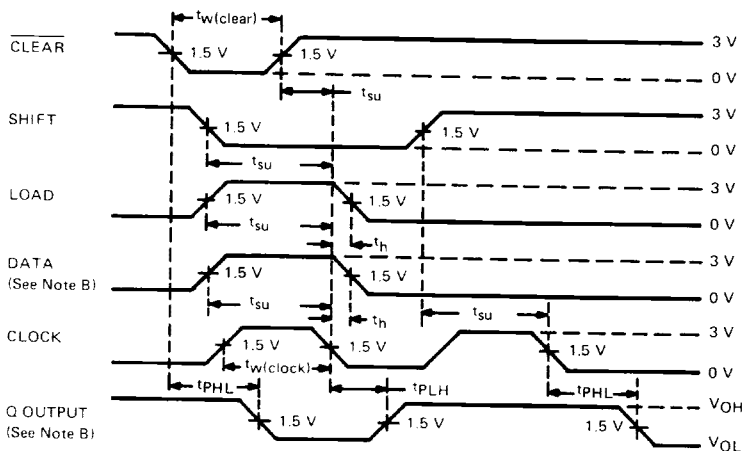 tw(clear)
CLEAR 1.5 V 1.5 V 3 V
0 V
tsu
SHIFT 1.5 V 1.5 V 3 V
tsu 0 V
LOAD 1.5 V 1.5 V 3 V
tsu th 0 V
DATA 1.5 V 1.5 V 3 V
(See Note B) tsu th tsu 0 V
CLOCK 1.5 V 1.5 V 1.5 V 3 V
tw(clock) 0 V
tPHL tPLH tPHL
Q OUTPUT VOH
(See Note B) 1.5 V 1.5 V 1.5 V
VOL